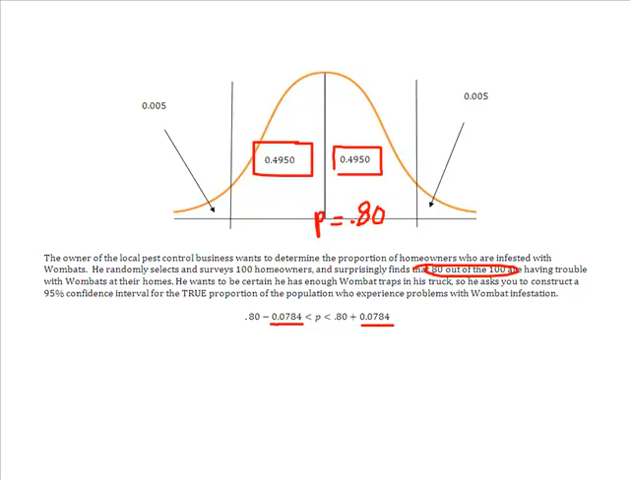 0.005
0.005
0.4950
0.4950
p = .80
The owner of the local pest control business wants to determine the proportion of homeowners who are infested with
Wombats. He randomly selects and surveys 100 homeowners, and surprisingly finds that 80 out of the 100 are having trouble
with Wombats at their homes. He wants to be certain he has enough Wombat traps in his truck, so he asks you to construct a
95% confidence interval for the TRUE proportion of the population who experience problems with Wombat infestation.
.80 – 0.0784 < p < .80 + 0.0784